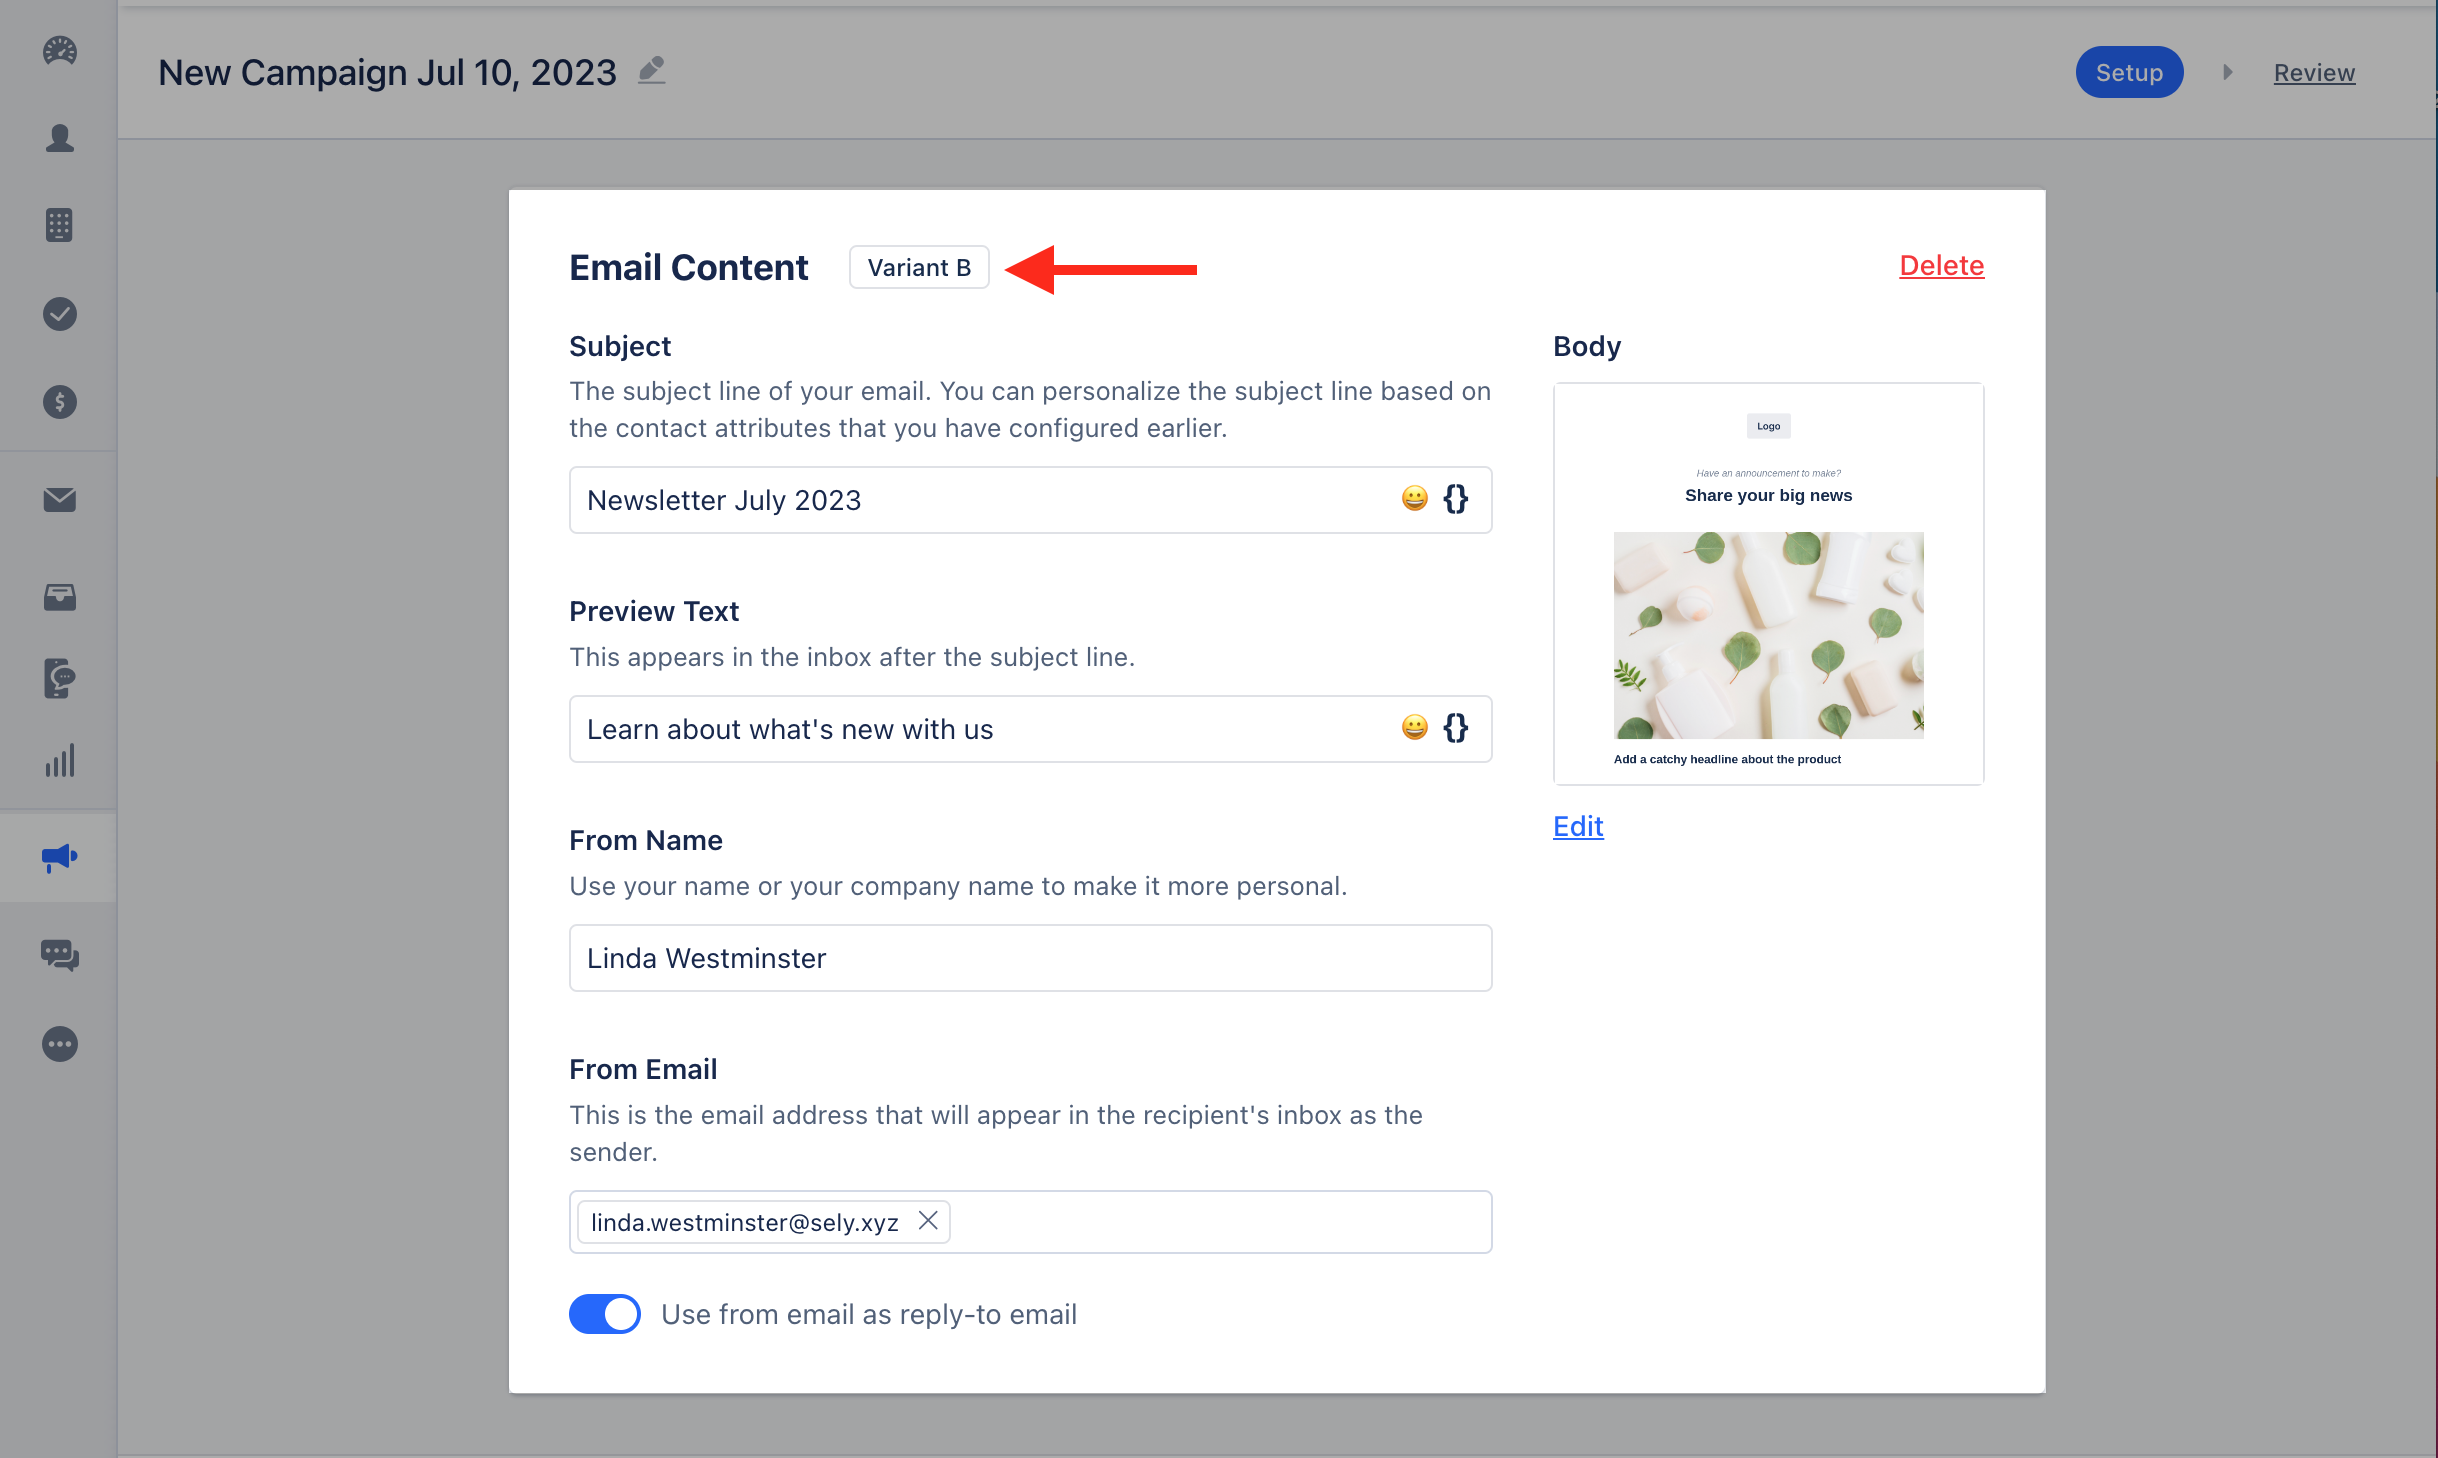 New Campaign Jul 10, 2023
Setup
Review
Email Content
Variant B
Delete
Subject
The subject line of your email. You can personalize the subject line based on
the contact attributes that you have configured earlier.
Newsletter July 2023
{}
Preview Text
This appears in the inbox after the subject line.
Learn about what's new with us
{}
From Name
Use your name or your company name to make it more personal.
Linda Westminster
From Email
This is the email address that will appear in the recipient's inbox as the
sender.
linda.westminster@sely.xyz
Use from email as reply-to email
Body
Logo
Have an announcement to make?
Share your big news
Add a catchy headline about the product
Edit